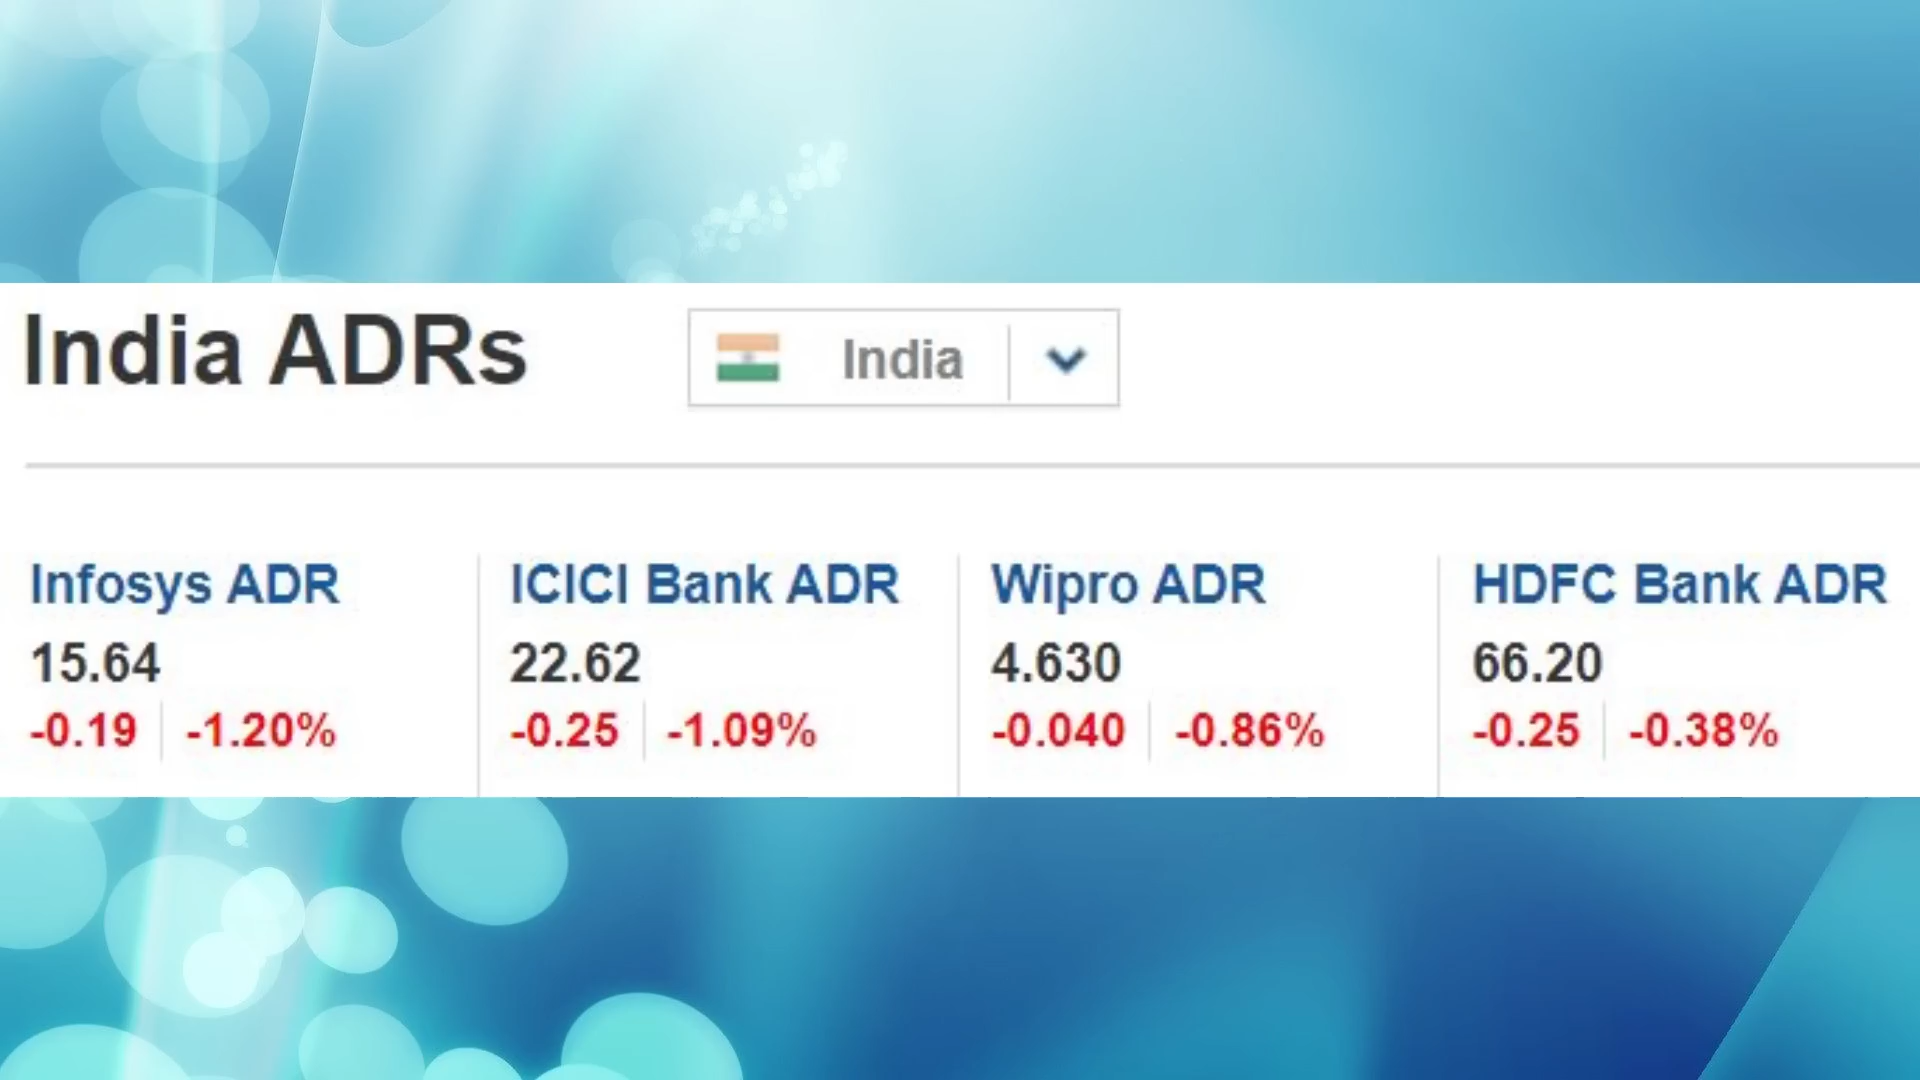 India ADRs
India
Infosys ADR
15.64
-0.19 -1.20%
ICICI Bank ADR
22.62
-0.25 -1.09%
Wipro ADR
4.630
-0.040 -0.86%
HDFC Bank ADR
66.20
-0.25 -0.38%